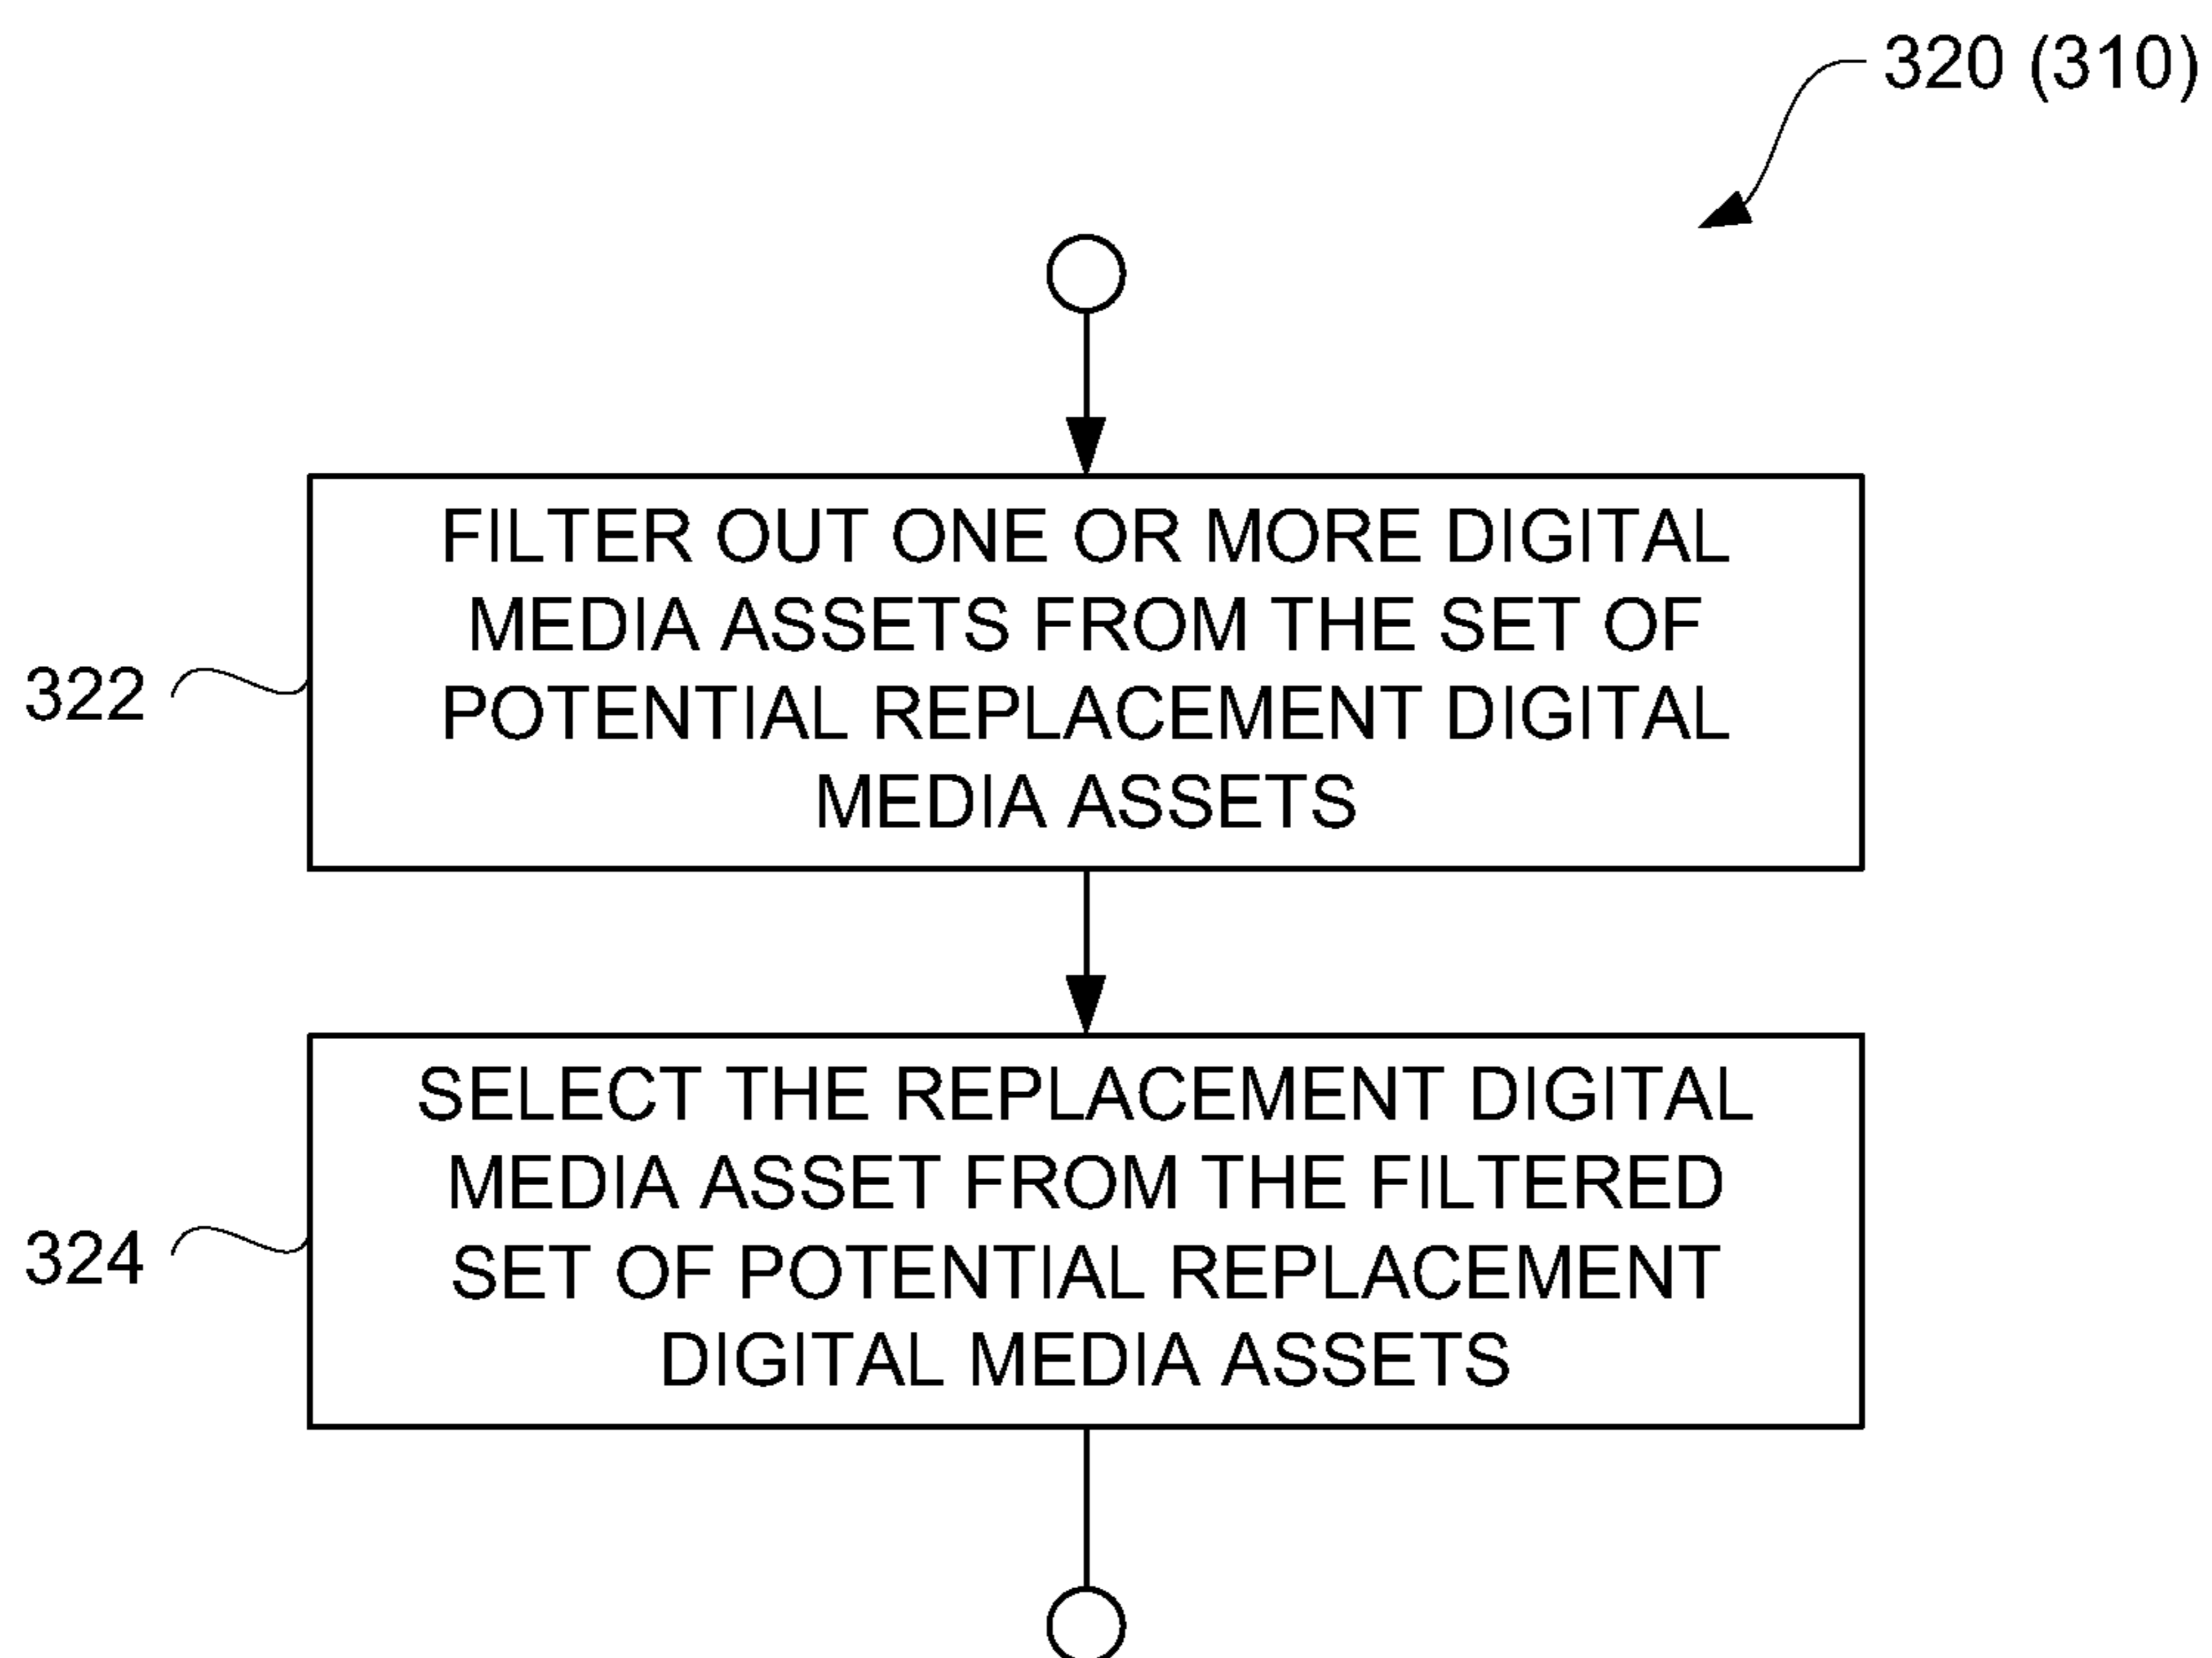 320 (310)
FILTER OUT ONE OR MORE DIGITAL
MEDIA ASSETS FROM THE SET OF
POTENTIAL REPLACEMENT DIGITAL
MEDIA ASSETS
322
SELECT THE REPLACEMENT DIGITAL
MEDIA ASSET FROM THE FILTERED
SET OF POTENTIAL REPLACEMENT
DIGITAL MEDIA ASSETS
324